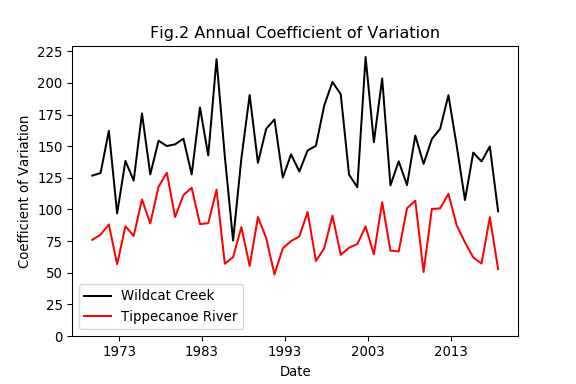 Fig.2 Annual Coefficient of Variation
Coefficient of Variation
225
200
175
150
125
100
75
50
25
0
Wildcat Creek
Tippecanoe River
1973 1983 1993 2003 2013
Date